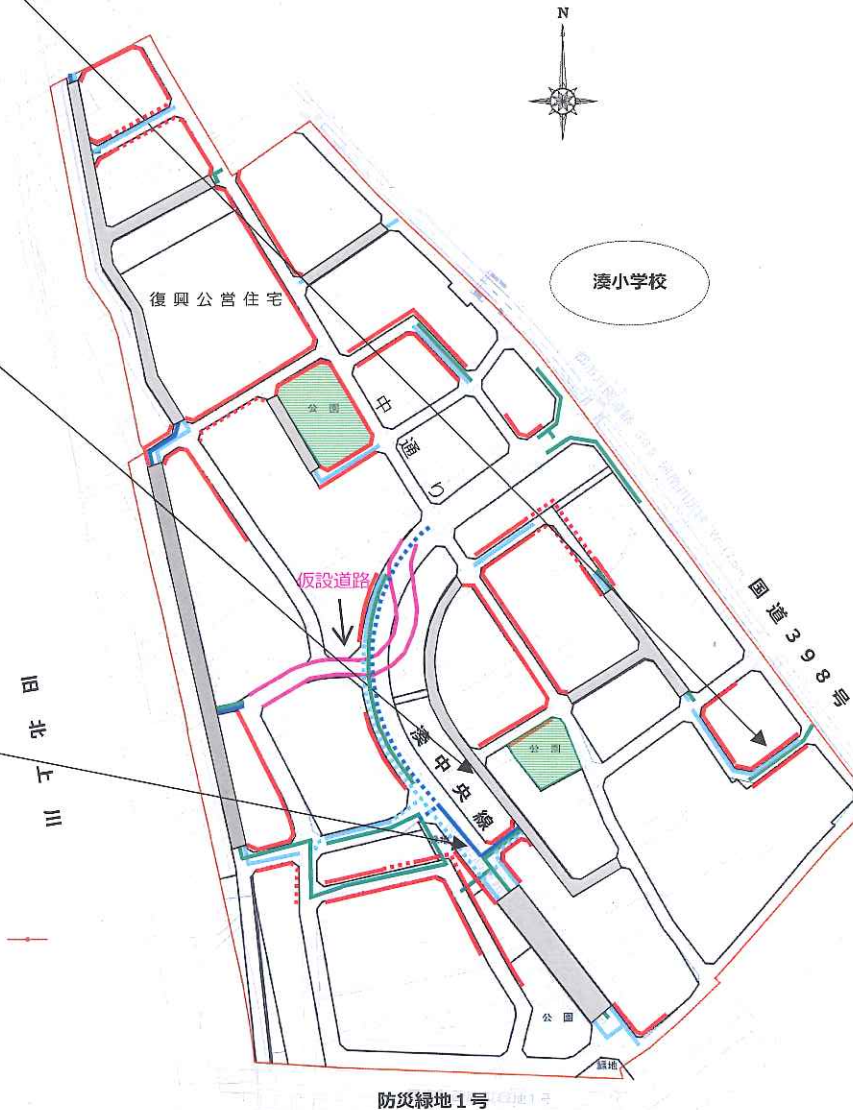 N
湊小学校
復興公営住宅
公園
中通り
仮設道路
国道398号
旧北上川
湊中央線
公園
公園
緑地
防災緑地1号